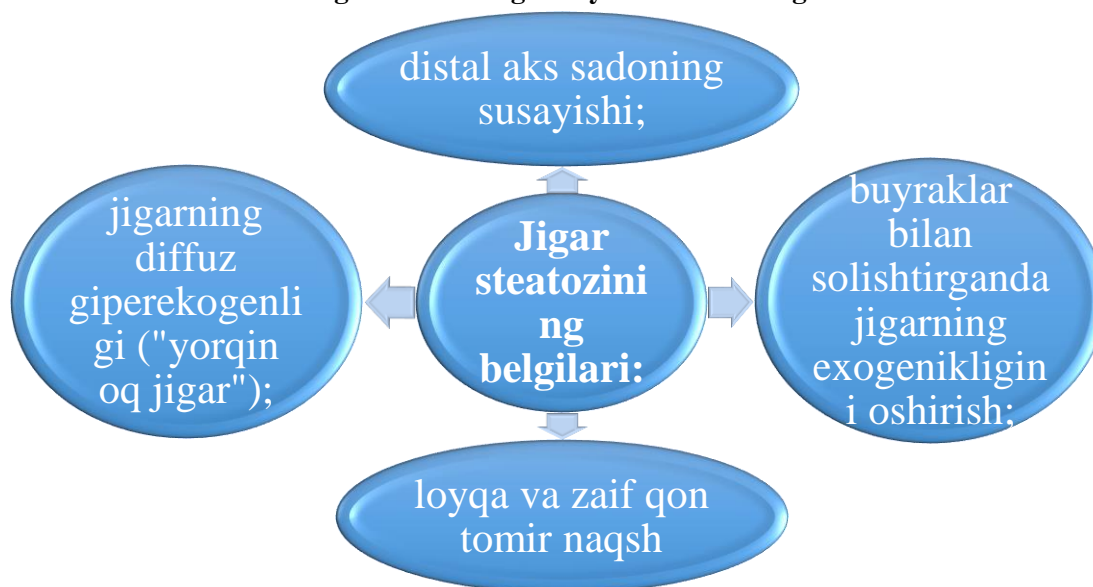 distal aks sadoning
susayishi;
jigarning
diffuz
giperekogenli
gi ("yorqin
oq jigar");
Jigar
steatozini
ng
belgilari:
buyraklar
bilan
solishtirganda
jigarning
exogenikligin
i oshirish;
loyqa va zaif qon
tomir naqsh